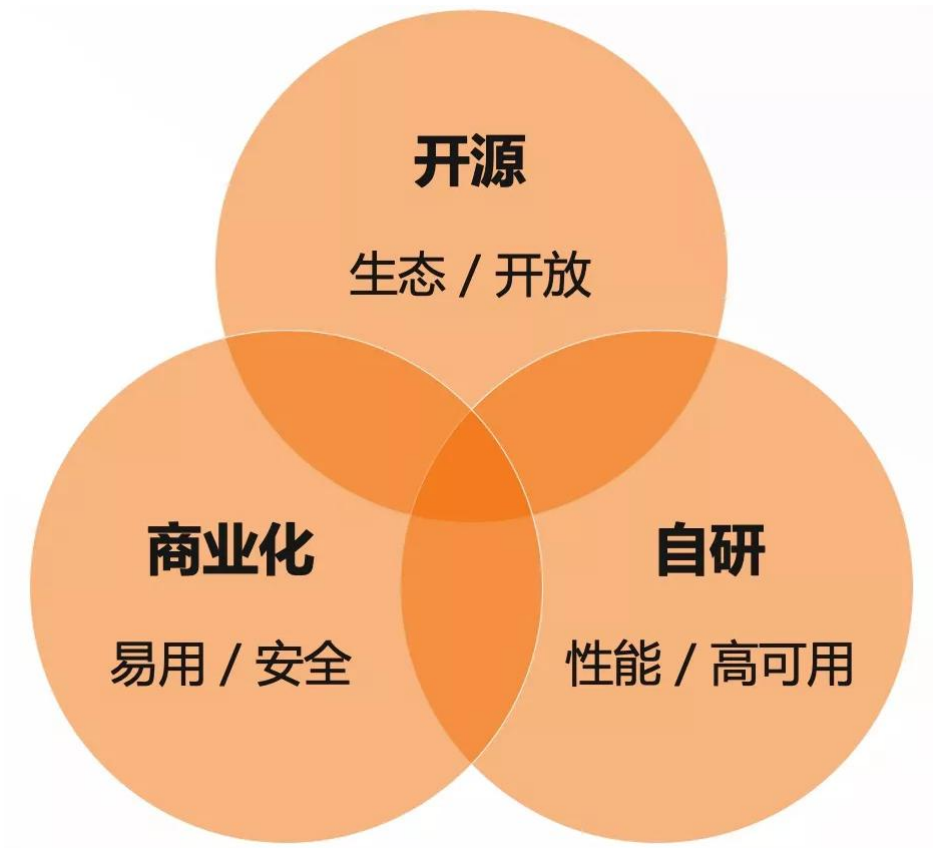 开源
生态 / 开放
商业化
易用 / 安全
自研
性能 / 高可用